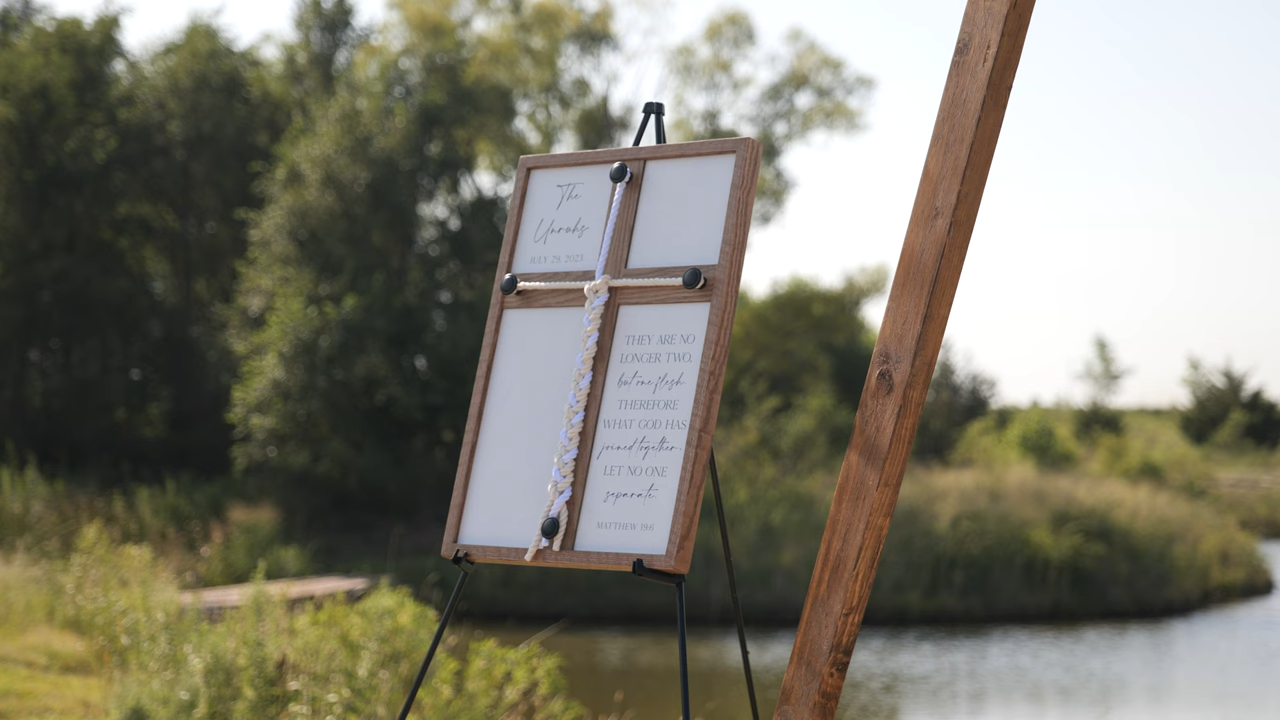 The
Unruhs
JULY 29, 2023
THEY ARE NO
LONGER TWO,
but one flesh.
THEREFORE
WHAT GOD HAS
joined together,
LET NO ONE
separate.
MATTHEW 19:6